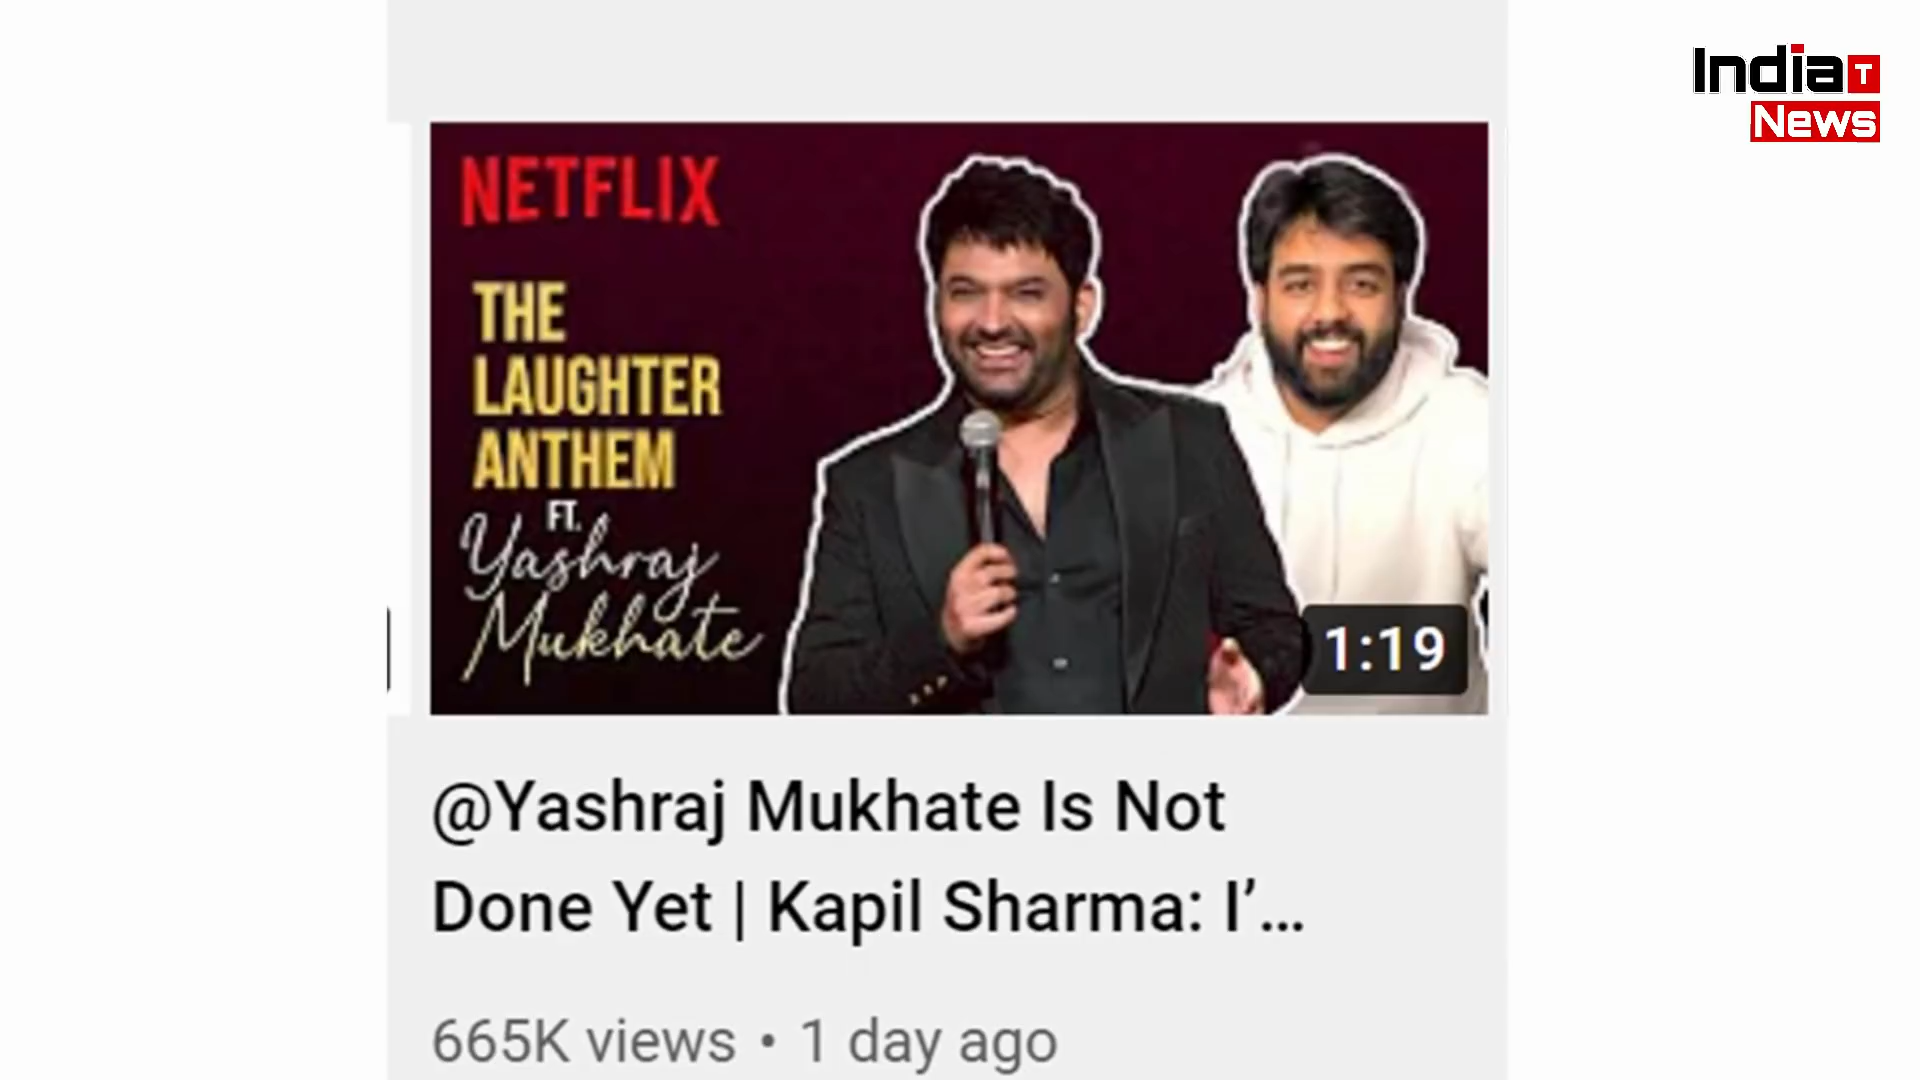 India T
News
NETFLIX
THE
LAUGHTER
ANTHEM
FT.
Yashraj
Mukhate
1:19
@Yashraj Mukhate Is Not
Done Yet | Kapil Sharma: I’...
665K views • 1 day ago